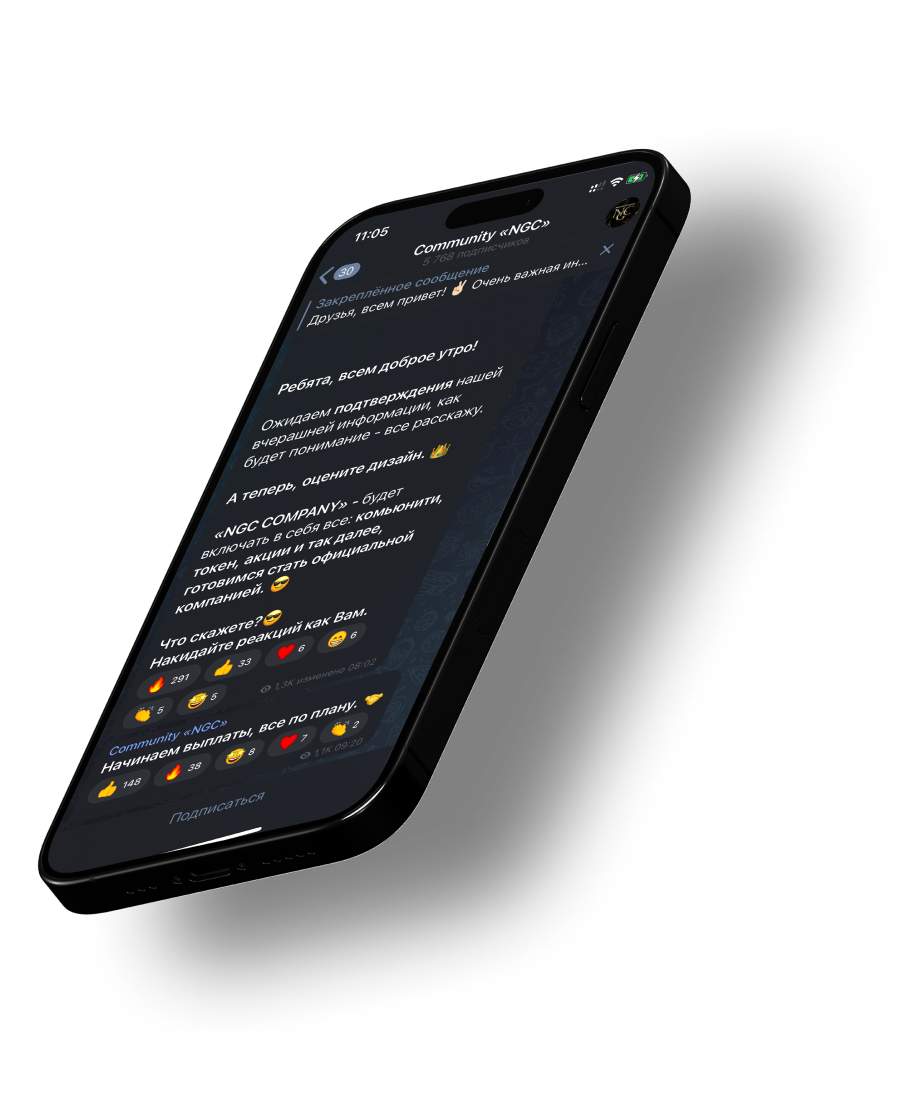 11:05
30
Community «NGC»
5 768 подписчиков
NGC
Закреплённое сообщение
Друзья, всем привет! ✌🏻 Очень важная ин...
Ребята, всем доброе утро!
Ожидаем подтверждения нашей
вчерашней информации, как
будет понимание - все расскажу.
А теперь, оцените дизайн. 🙌
«NGC COMPANY» - будет
включать в себя все: комьюнити,
токен, акции и так далее,
готовимся стать официальной
компанией. 😎
Что скажете?😎
Накидайте реакций как Вам.
🔥 291 👍 33 ❤️ 6 😁 6
👏 5 🤩 5 1,3K изменено 08:02
Community «NGC»
Начинаем выплаты, все по плану. 🤝
👍 148 🔥 38 🤩 8 ❤️ 7 👏 2
1,1K 09:20
Подписаться